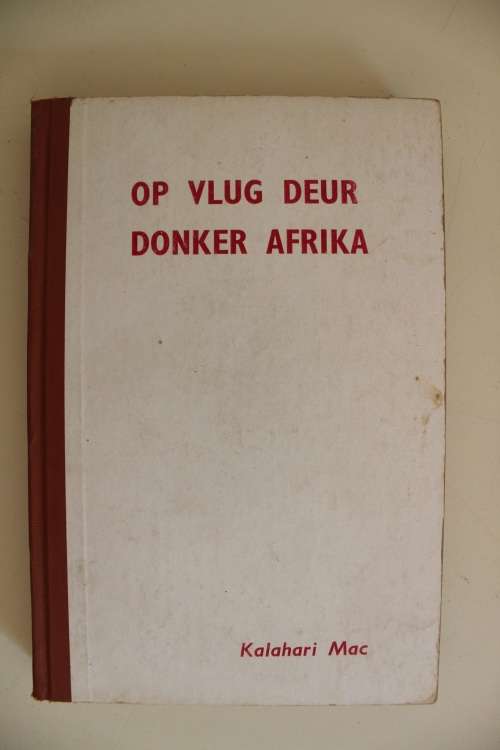 OP VLUG DEUR
DONKER AFRIKA
Kalahari Mac